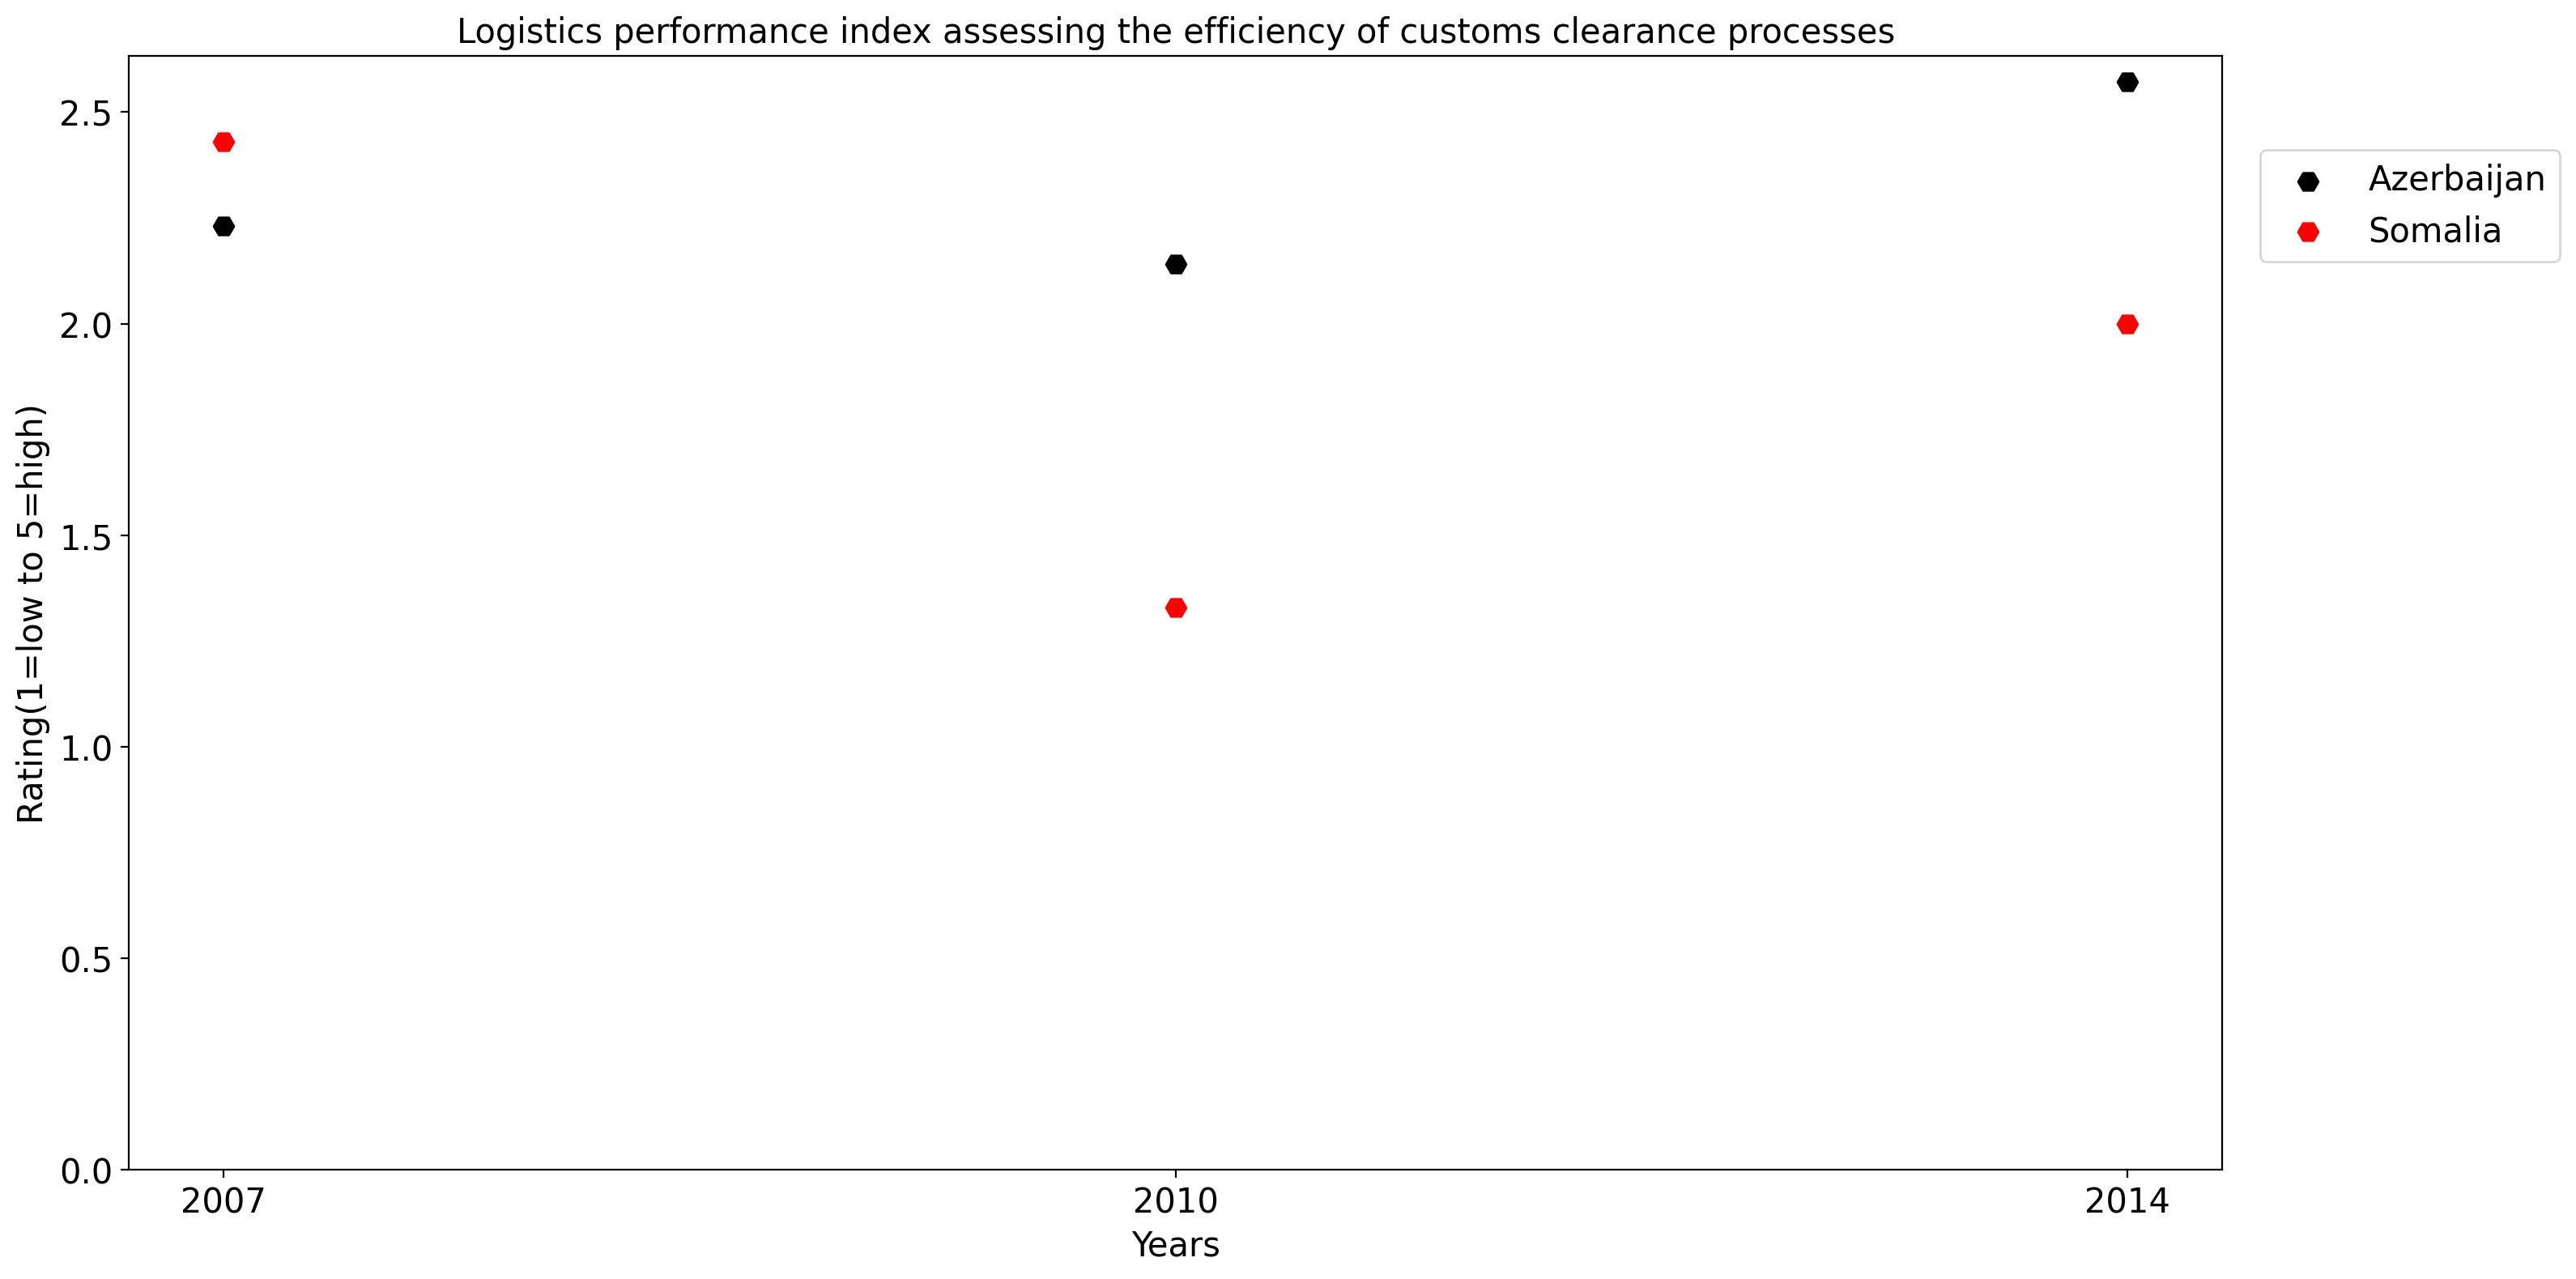 Logistics performance index assessing the efficiency of customs clearance processes
Rating(1=low to 5=high)
2.5
2.0
1.5
1.0
0.5
0.0
2007
2010
2014
Years
Azerbaijan
Somalia